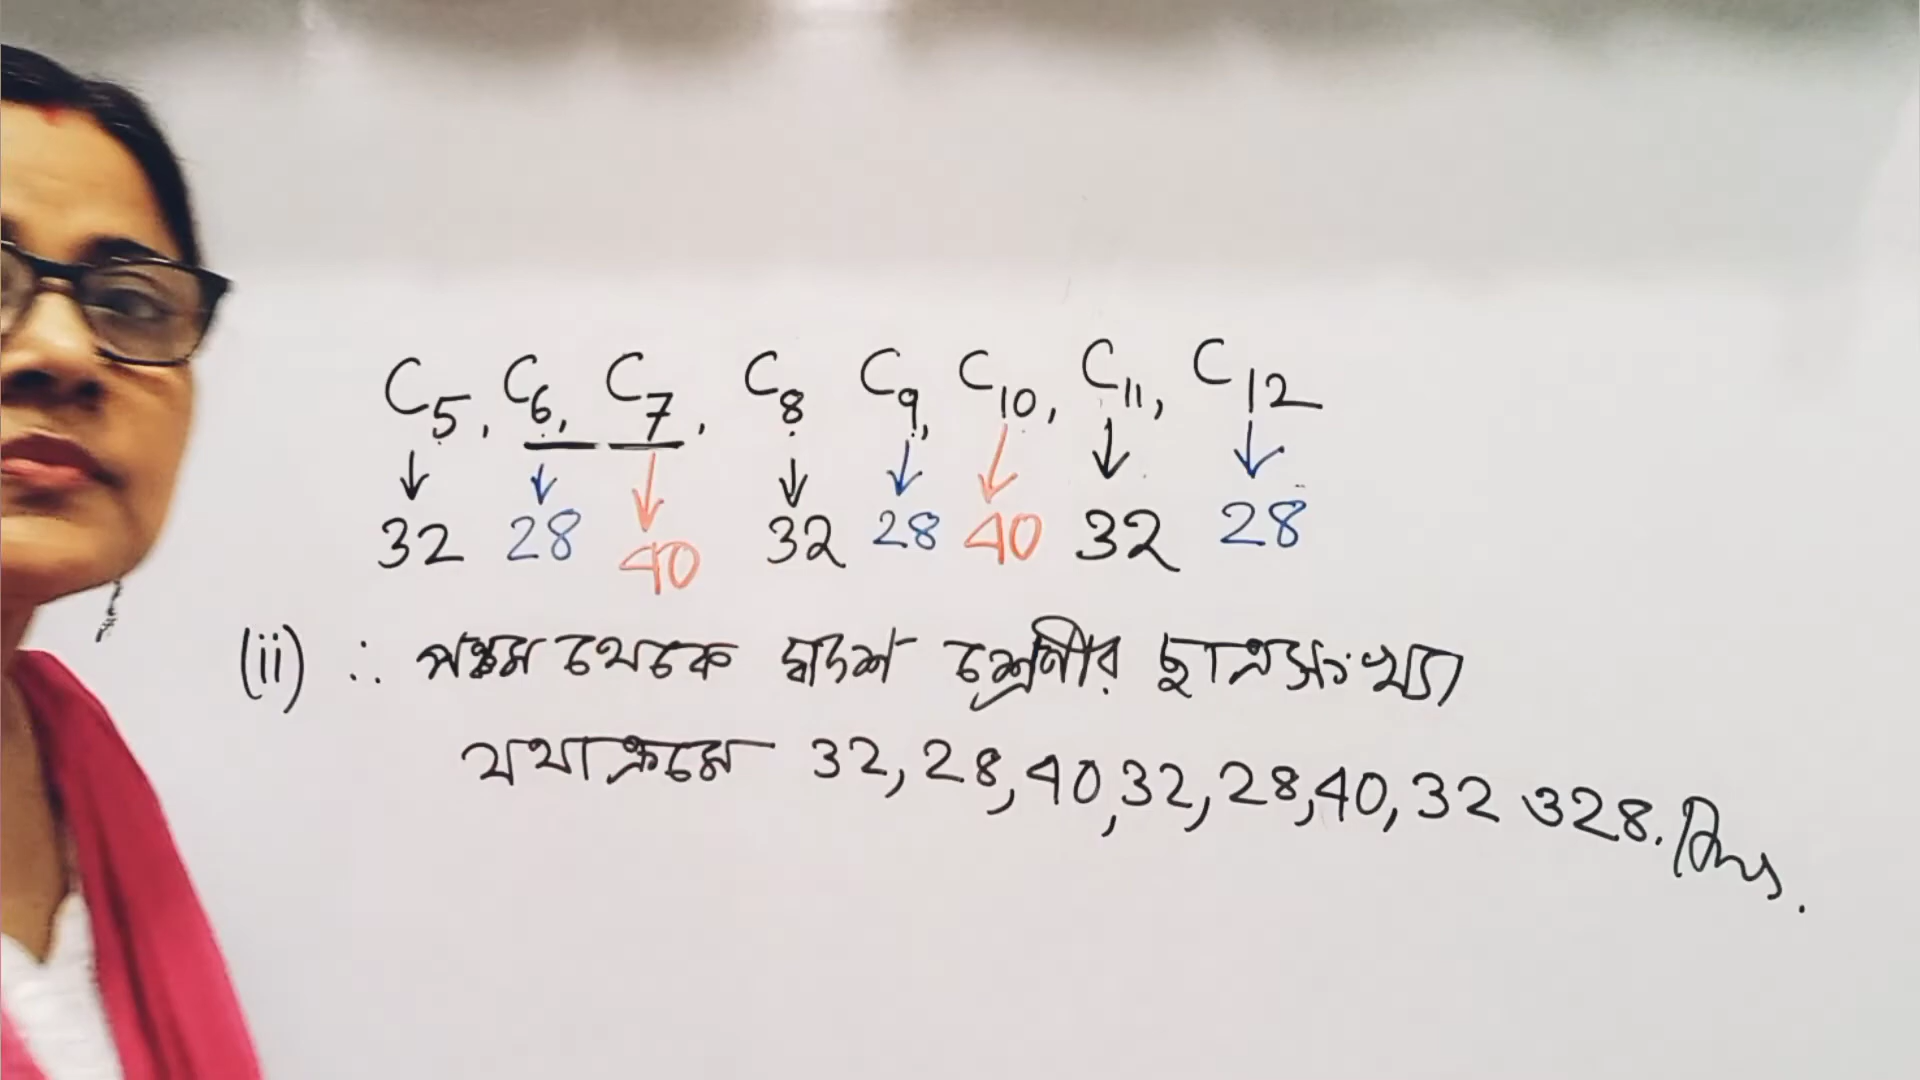 C5, C6, C7, C8 C9, C10, C11, C12
↓ ↓ ↓ ↓ ↓ ↓ ↓ ↓
32 28 40 32 28 40 32 28
(ii) ∴ পঞ্চম থেকে দ্বাদশ শ্রেণীর ছাত্রসংখ্যা
যথাক্রমে 32, 28, 40, 32, 28, 40, 32 ও 28. Ans.